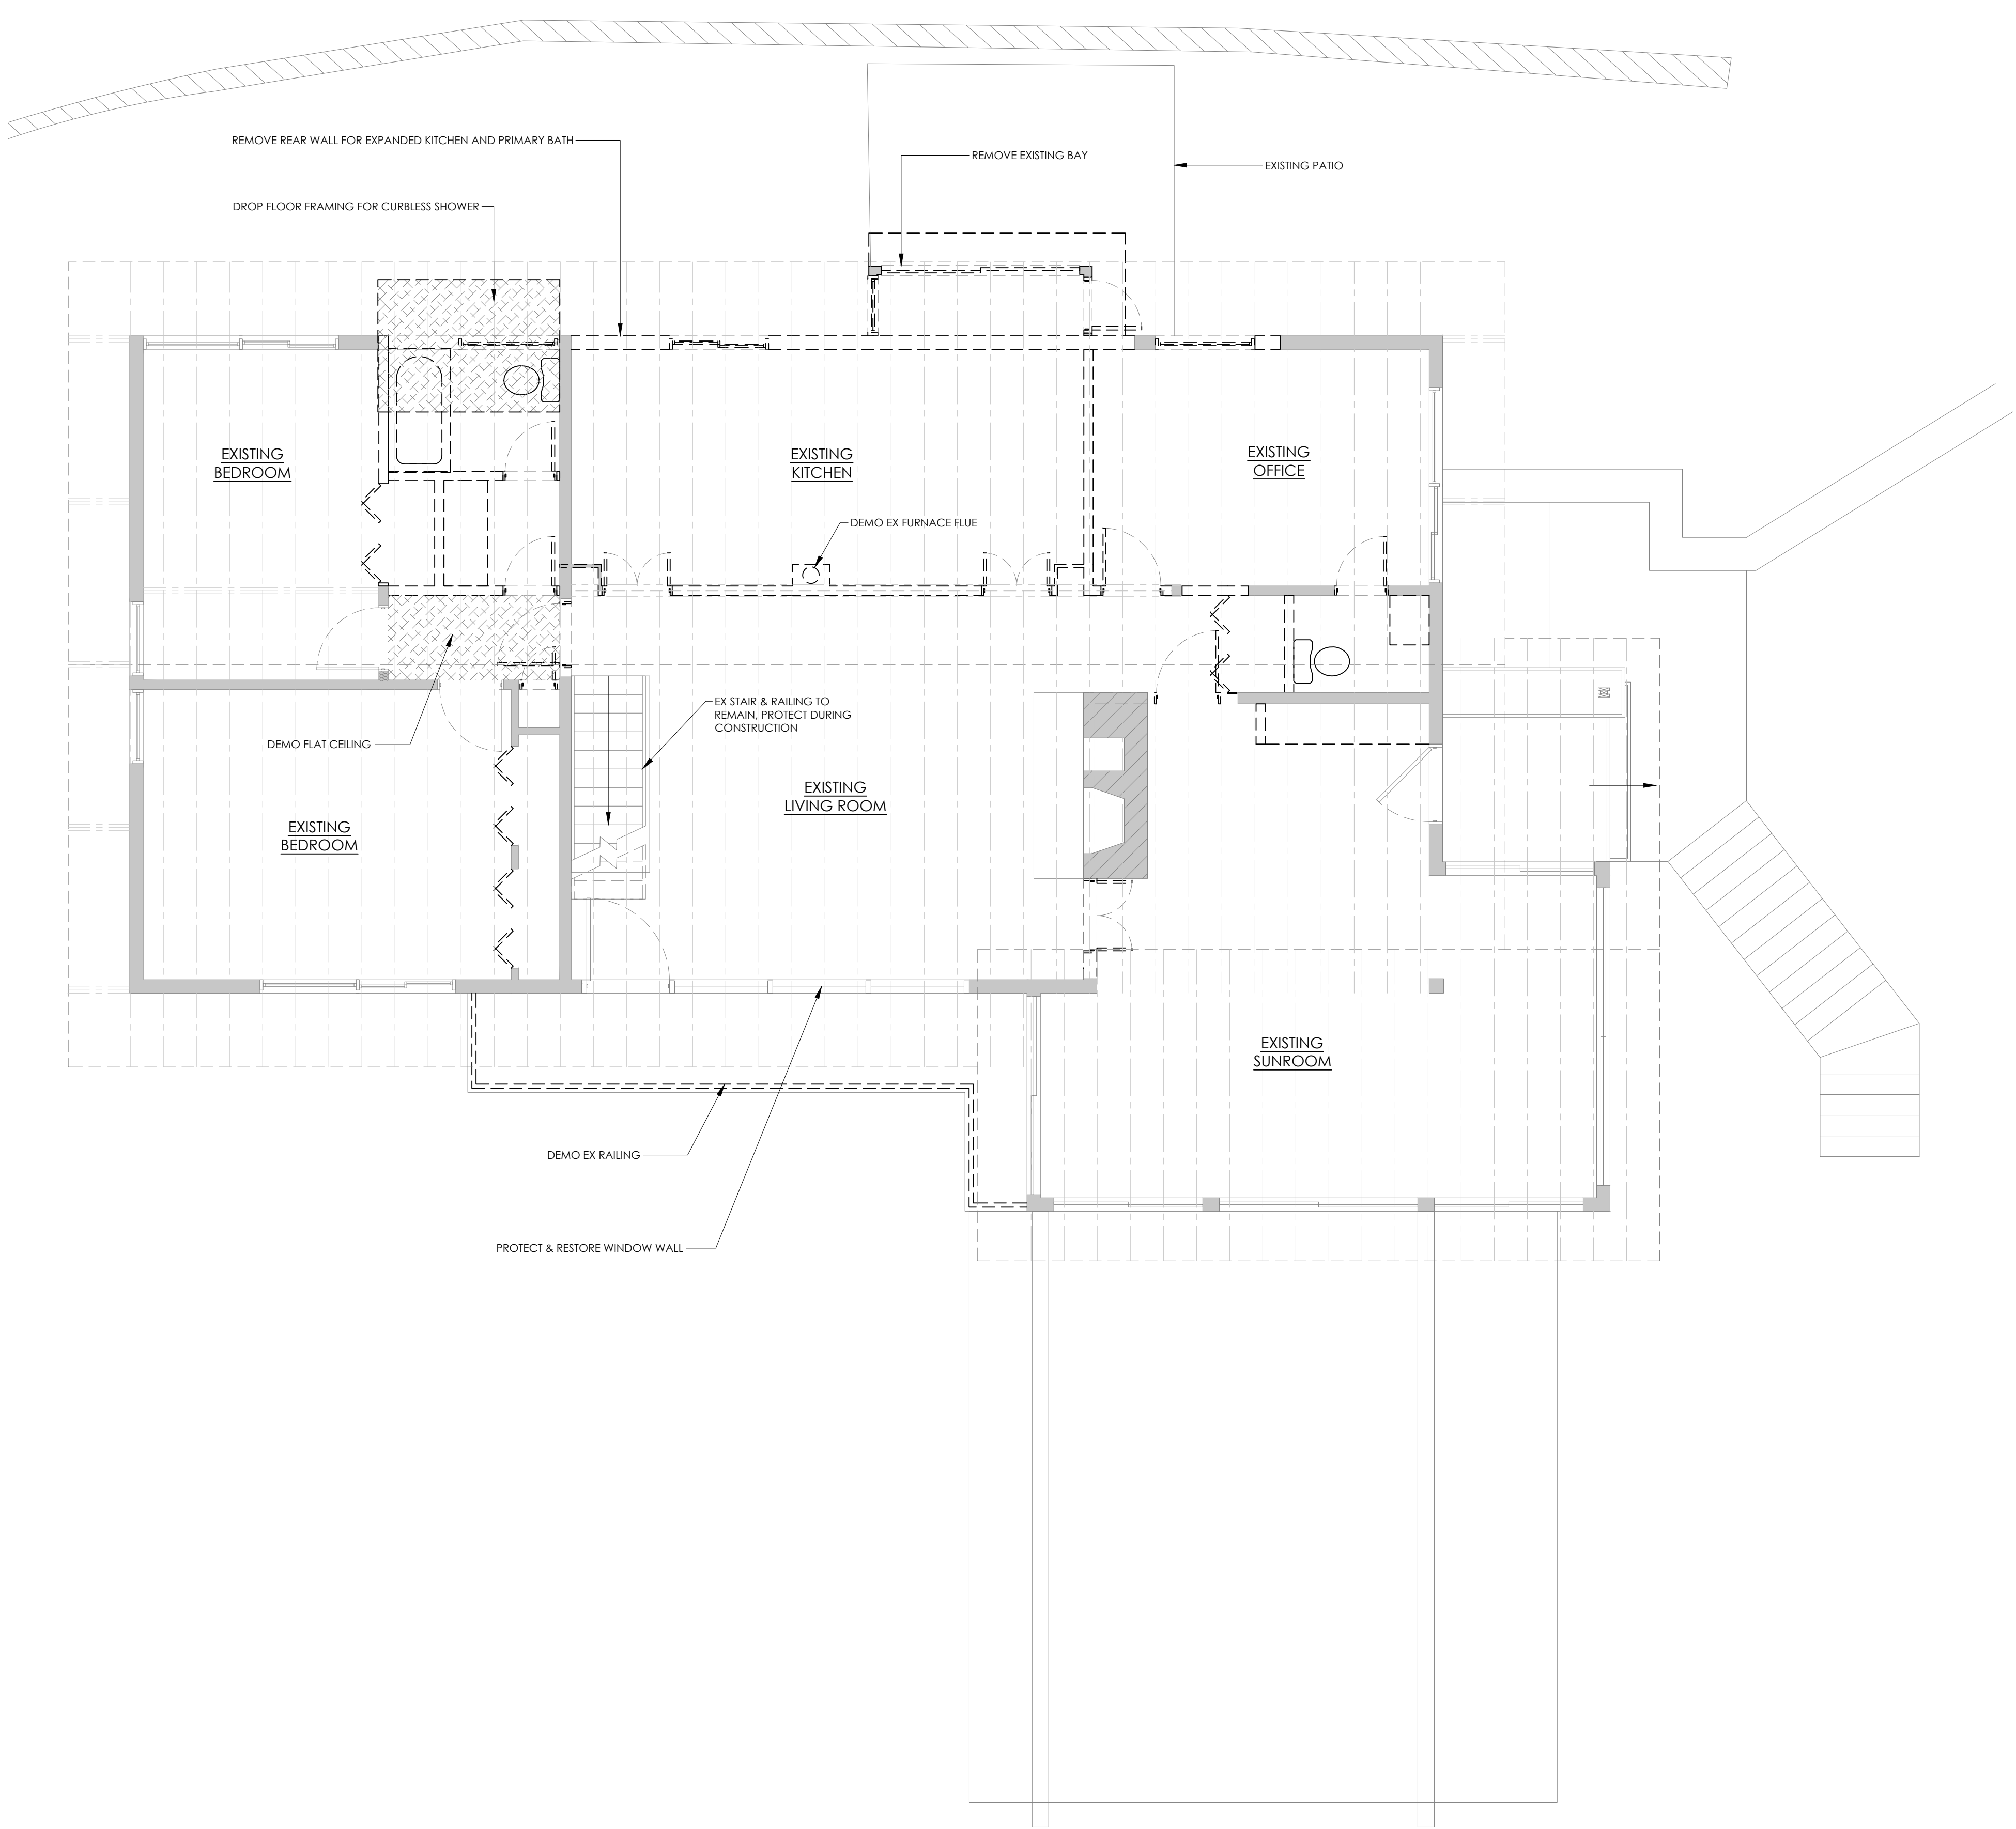 REMOVE REAR WALL FOR EXPANDED KITCHEN AND PRIMARY BATH
REMOVE EXISTING BAY
EXISTING PATIO
DROP FLOOR FRAMING FOR CURBLESS SHOWER
EXISTING
BEDROOM
EXISTING
KITCHEN
EXISTING
OFFICE
DEMO EX FURNACE FLUE
EX STAIR & RAILING TO
REMAIN, PROTECT DURING
CONSTRUCTION
DEMO FLAT CEILING
EXISTING
LIVING ROOM
EXISTING
BEDROOM
EXISTING
SUNROOM
DEMO EX RAILING
PROTECT & RESTORE WINDOW WALL